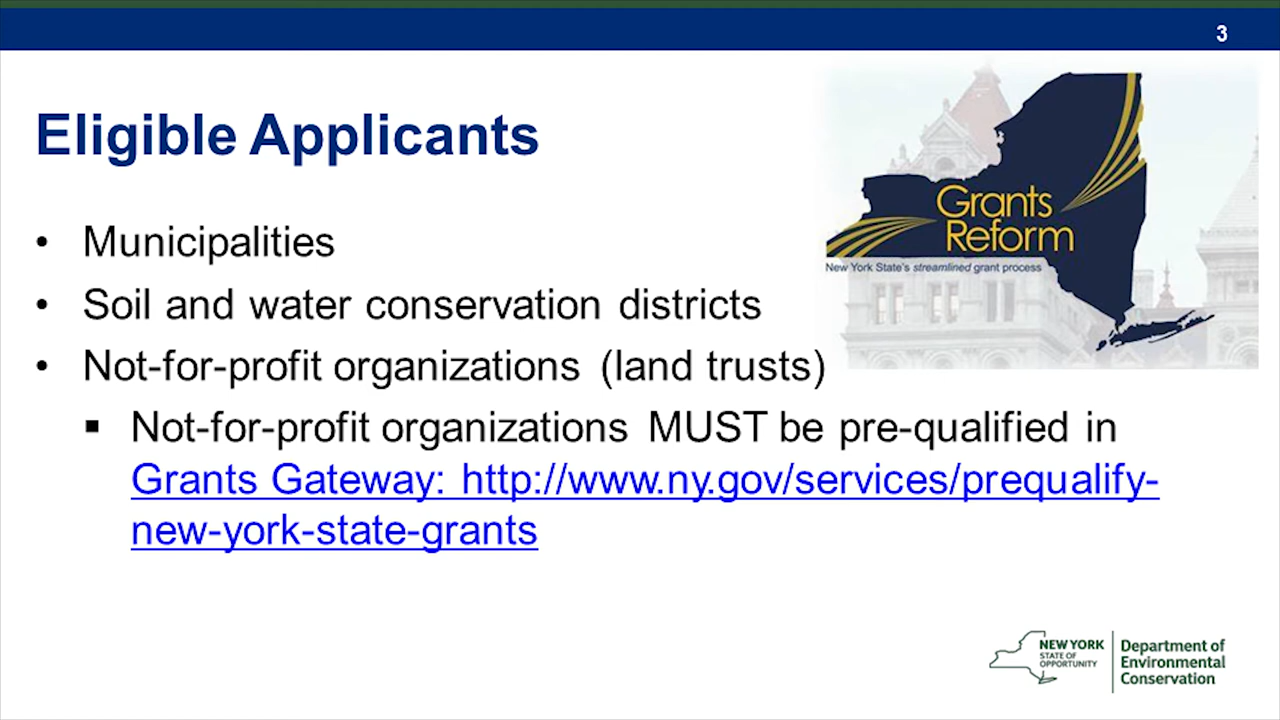 3
Eligible Applicants
Grants
Reform
New York State's streamlined grant process
• Municipalities
• Soil and water conservation districts
• Not-for-profit organizations (land trusts)
▪ Not-for-profit organizations MUST be pre-qualified in
Grants Gateway: http://www.ny.gov/services/prequalify-
new-york-state-grants
NEW YORK
STATE OF
OPPORTUNITY
Department of
Environmental
Conservation